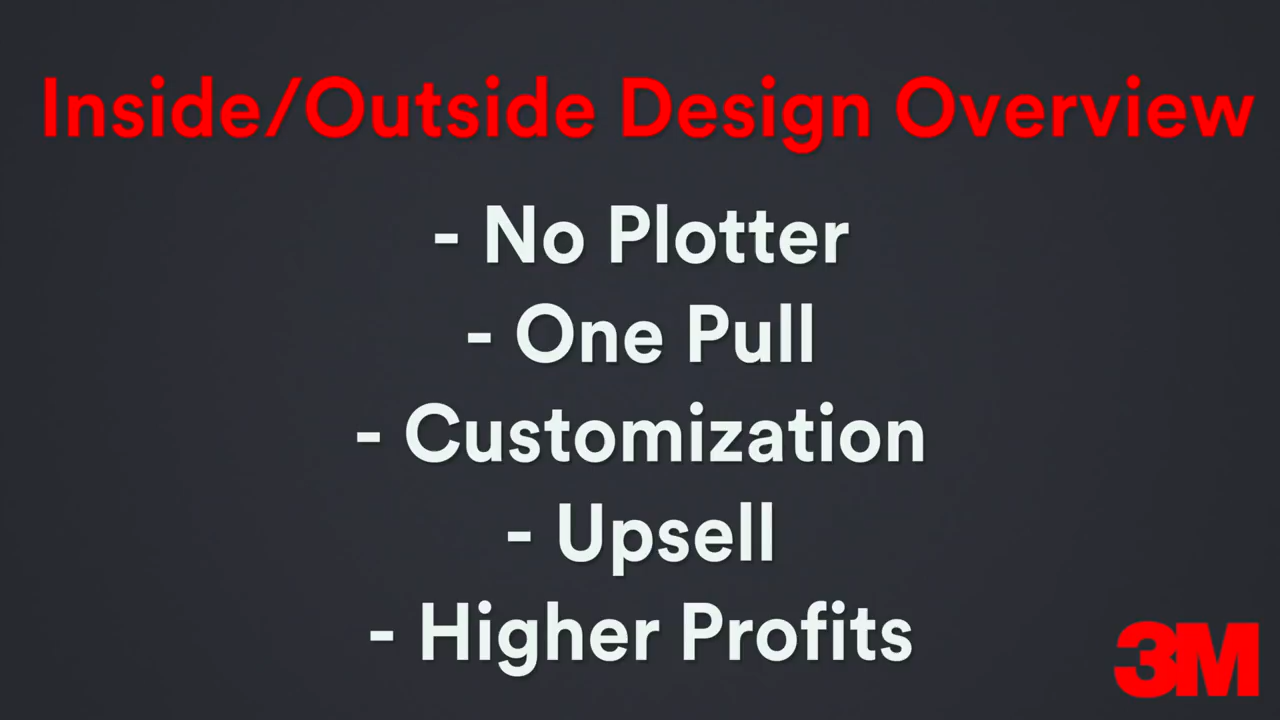 Inside/Outside Design Overview
- No Plotter
- One Pull
- Customization
- Upsell
- Higher Profits
3M